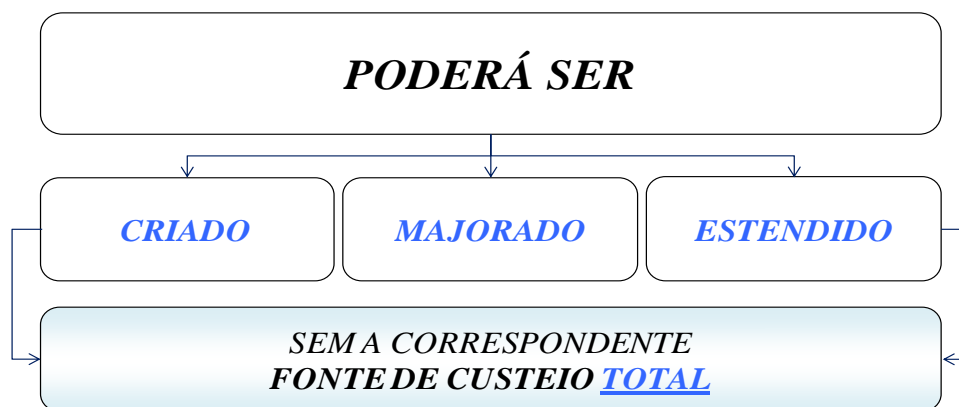 PODERÁ SER
CRIADO
MAJORADO
ESTENDIDO
SEM A CORRESPONDENTE
FONTE DE CUSTEIO TOTAL